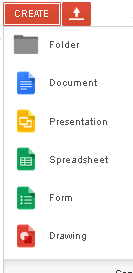 CREATE
Folder
Document
Presentation
Spreadsheet
Form
Drawing